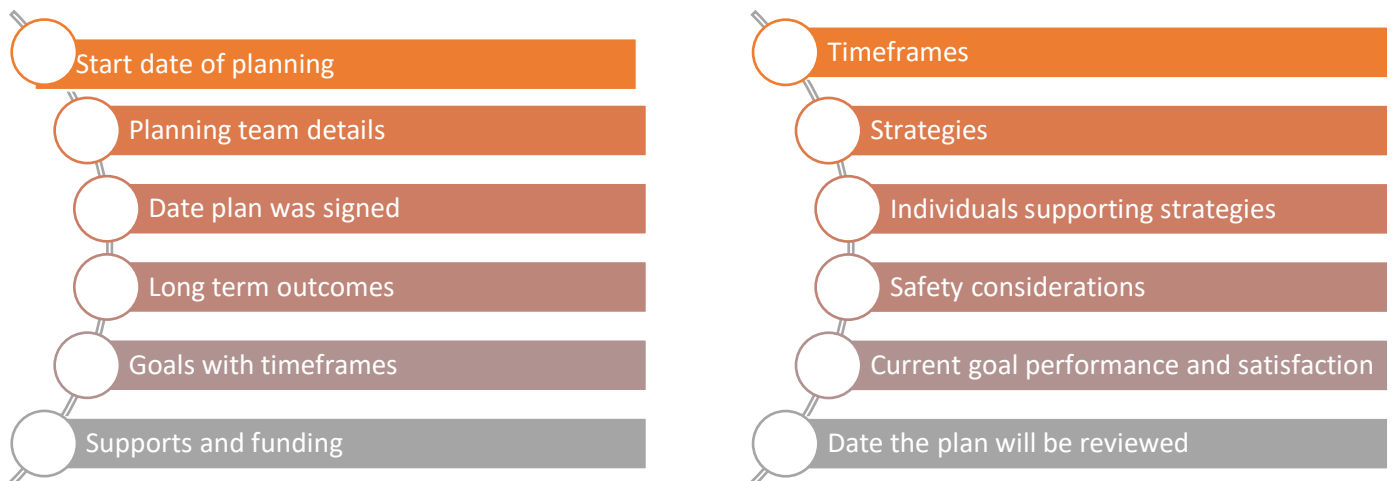 Start date of planning
Planning team details
Date plan was signed
Long term outcomes
Goals with timeframes
Supports and funding
Timeframes
Strategies
Individuals supporting strategies
Safety considerations
Current goal performance and satisfaction
Date the plan will be reviewed